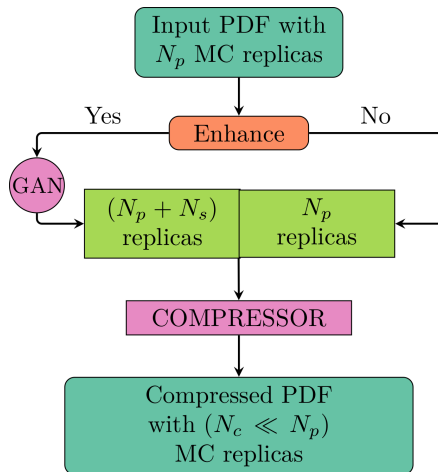 Input PDF with
$N_p$ MC replicas
Yes
Enhance
No
GAN
$(N_p + N_s)$
replicas
$N_p$
replicas
COMPRESSOR
Compressed PDF
with $(N_c \ll N_p)$
MC replicas